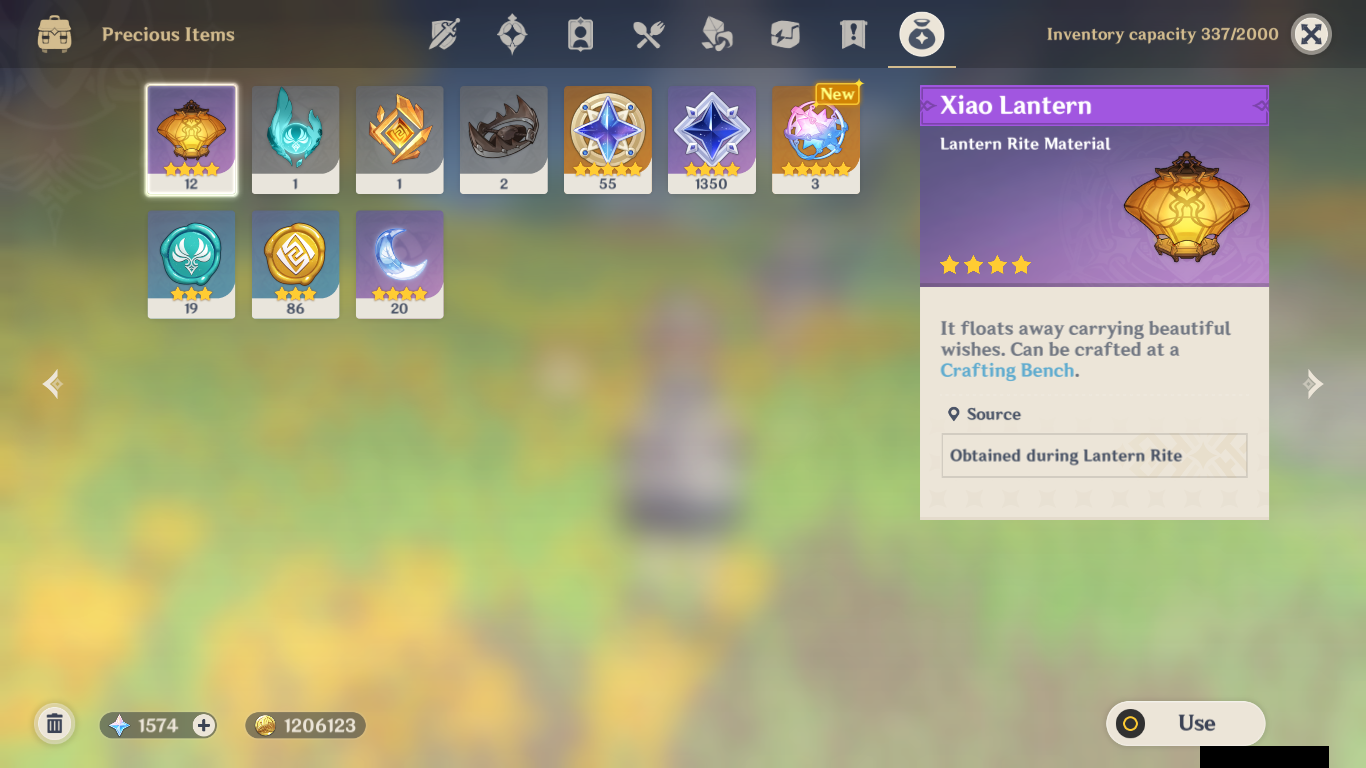 Precious Items
Inventory capacity 337/2000
New
12
1
1
2
55
1350
3
19
86
20
Xiao Lantern
Lantern Rite Material
It floats away carrying beautiful
wishes. Can be crafted at a
Crafting Bench.
Source
Obtained during Lantern Rite
1574
1206123
Use